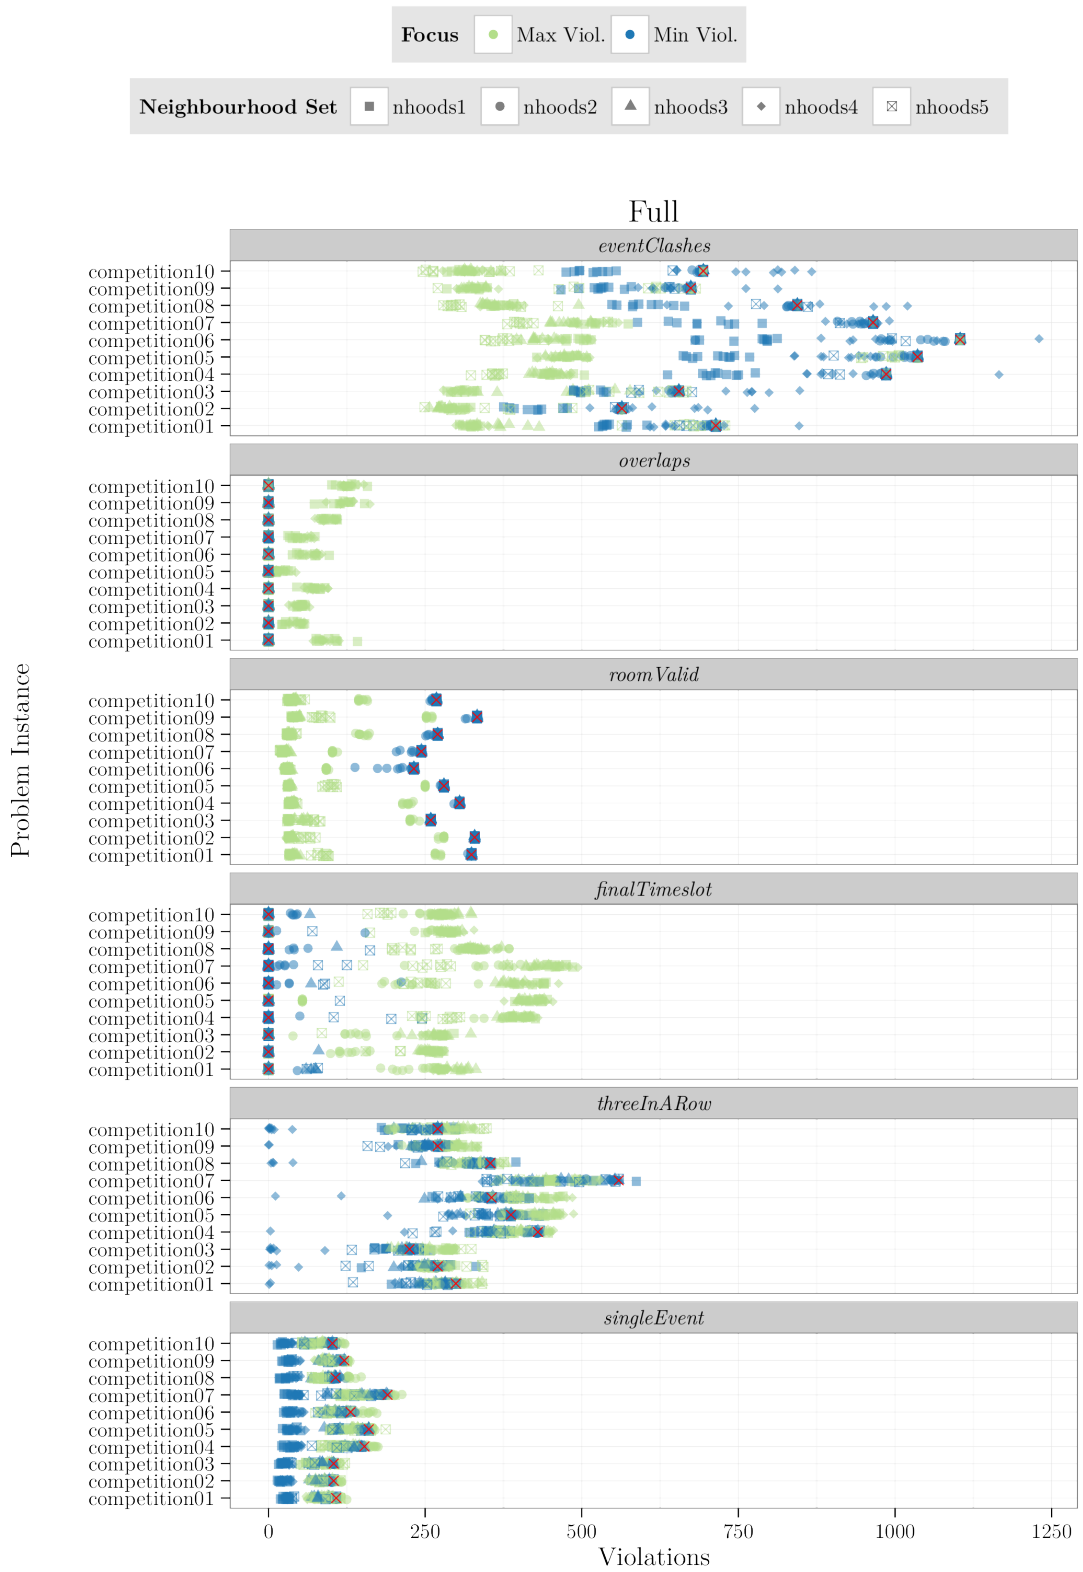 Focus Max Viol. Min Viol.
Neighbourhood Set nhoods1 nhoods2 nhoods3 nhoods4 nhoods5
Full
eventClashes
competition10
competition09
competition08
competition07
competition06
competition05
competition04
competition03
competition02
competition01
overlaps
competition10
competition09
competition08
competition07
competition06
competition05
competition04
competition03
competition02
competition01
roomValid
competition10
competition09
competition08
competition07
competition06
competition05
competition04
competition03
competition02
competition01
finalTimeslot
competition10
competition09
competition08
competition07
competition06
competition05
competition04
competition03
competition02
competition01
threeInARow
competition10
competition09
competition08
competition07
competition06
competition05
competition04
competition03
competition02
competition01
singleEvent
competition10
competition09
competition08
competition07
competition06
competition05
competition04
competition03
competition02
competition01
0 250 500 750 1000 1250
Violations
Problem Instance